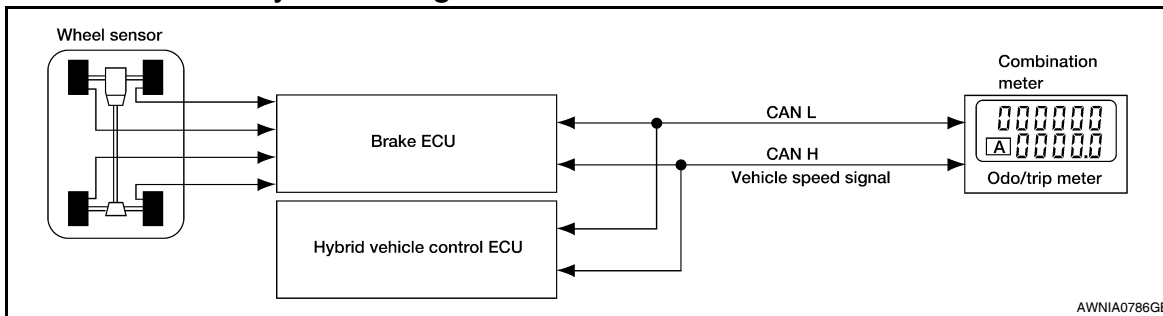 Wheel sensor
Brake ECU
Hybrid vehicle control ECU
CAN L
CAN H
Vehicle speed signal
Combination
meter
000000
A 0000.0
Odo/trip meter